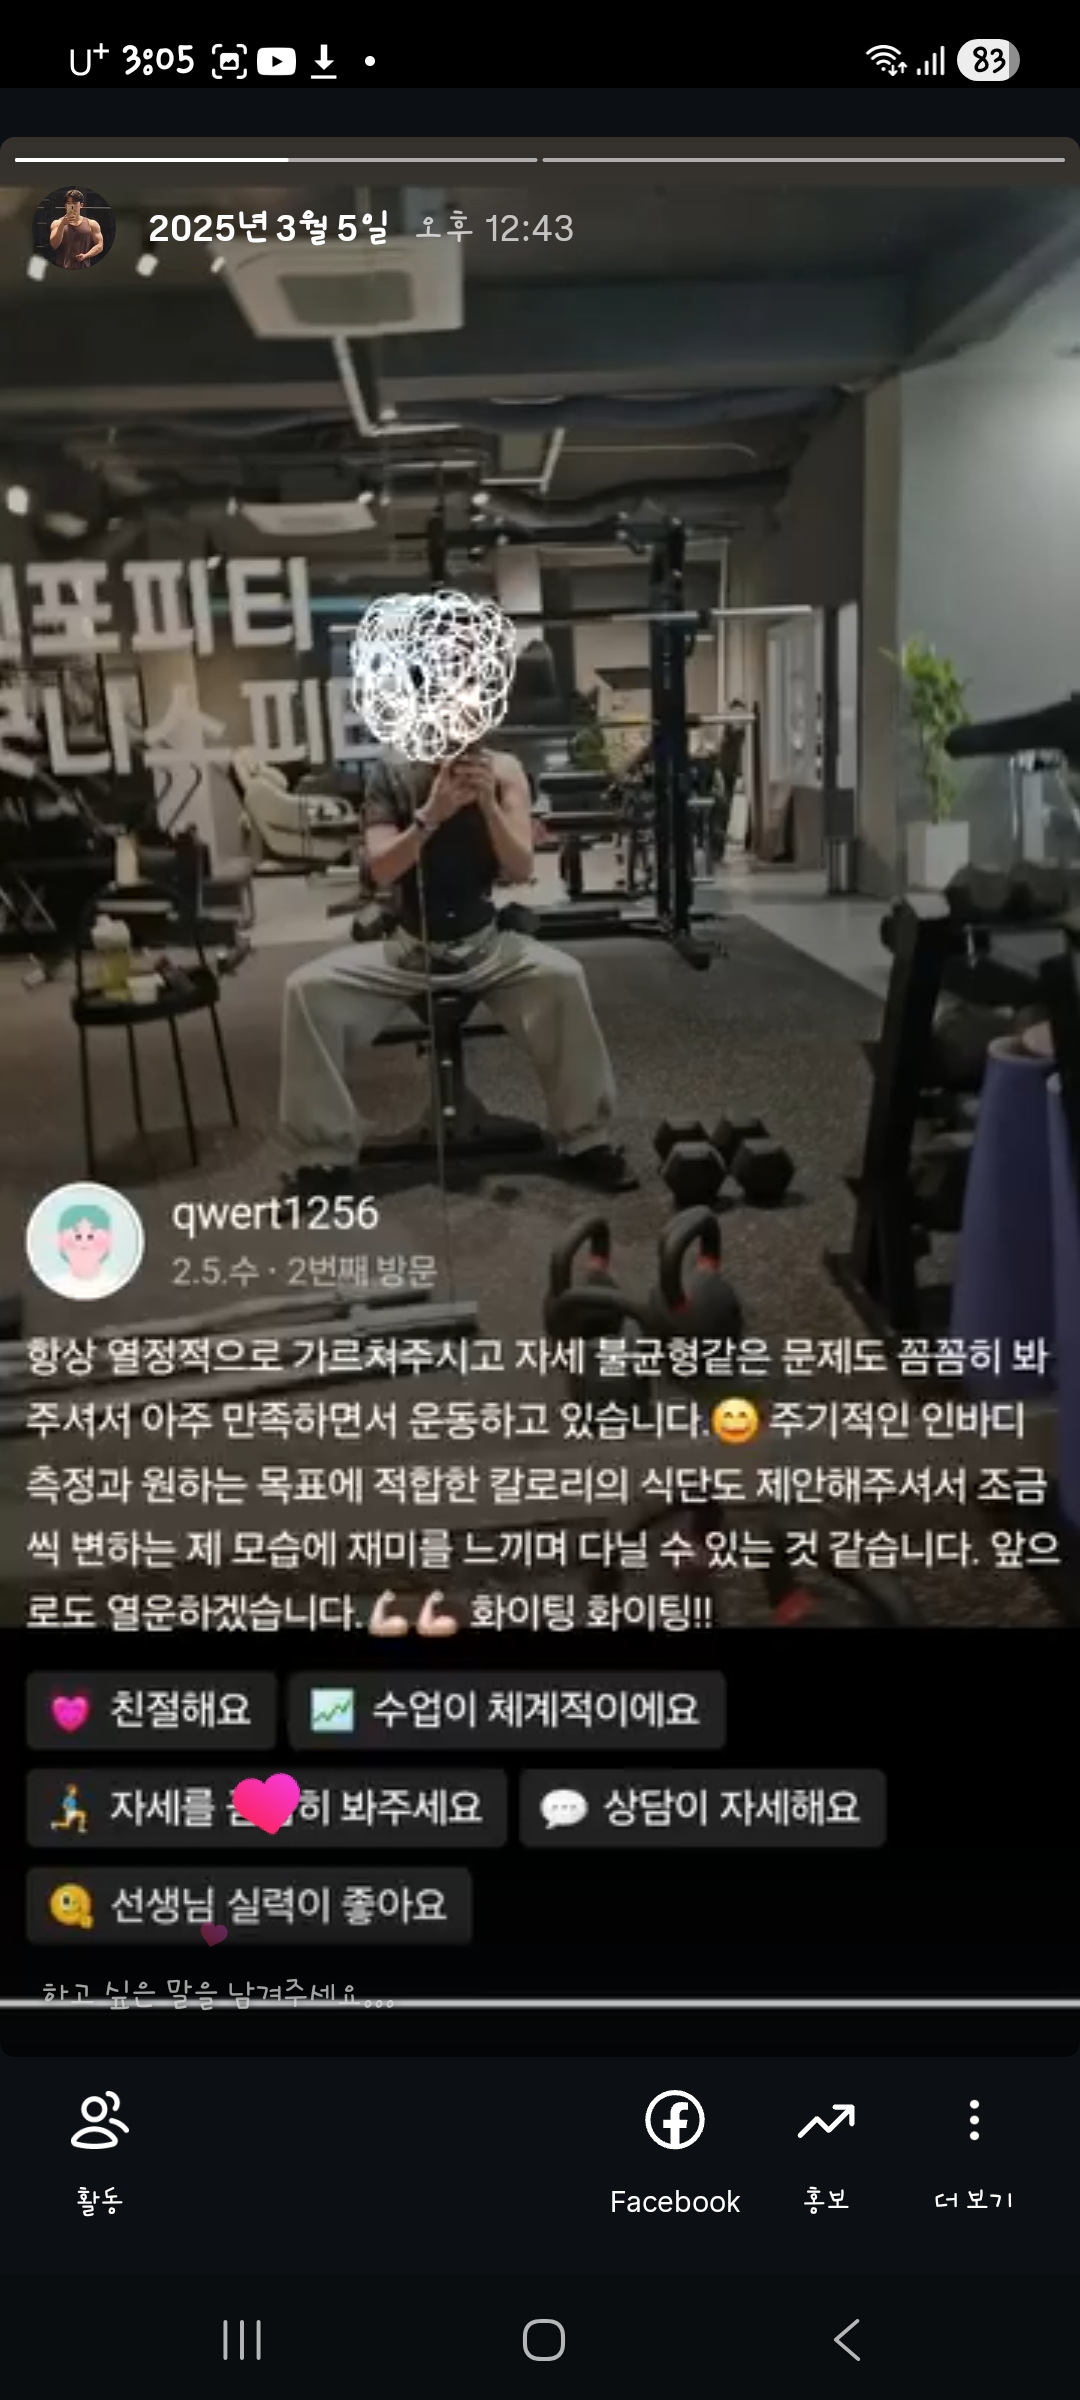 U+ 3:05 83
2025년 3월 5일 오후 12:43
포피티
피
qwert1256
2.5.수 · 2번째 방문
항상 열정적으로 가르쳐주시고 자세 불균형같은 문제도 꼼꼼히 봐
주셔서 아주 만족하면서 운동하고 있습니다.😄 주기적인 인바디
측정과 원하는 목표에 적합한 칼로리의 식단도 제안해주셔서 조금
씩 변하는 제 모습에 재미를 느끼며 다닐 수 있는 것 같습니다. 앞으
로도 열운하겠습니다.💪🏻💪🏻 화이팅 화이팅!!
친절해요 수업이 체계적이에요
자세를 꼼꼼히 봐주세요 상담이 자세해요
선생님 실력이 좋아요
하고 싶은 말을 남겨주세요...
활동 Facebook 홍보 더 보기